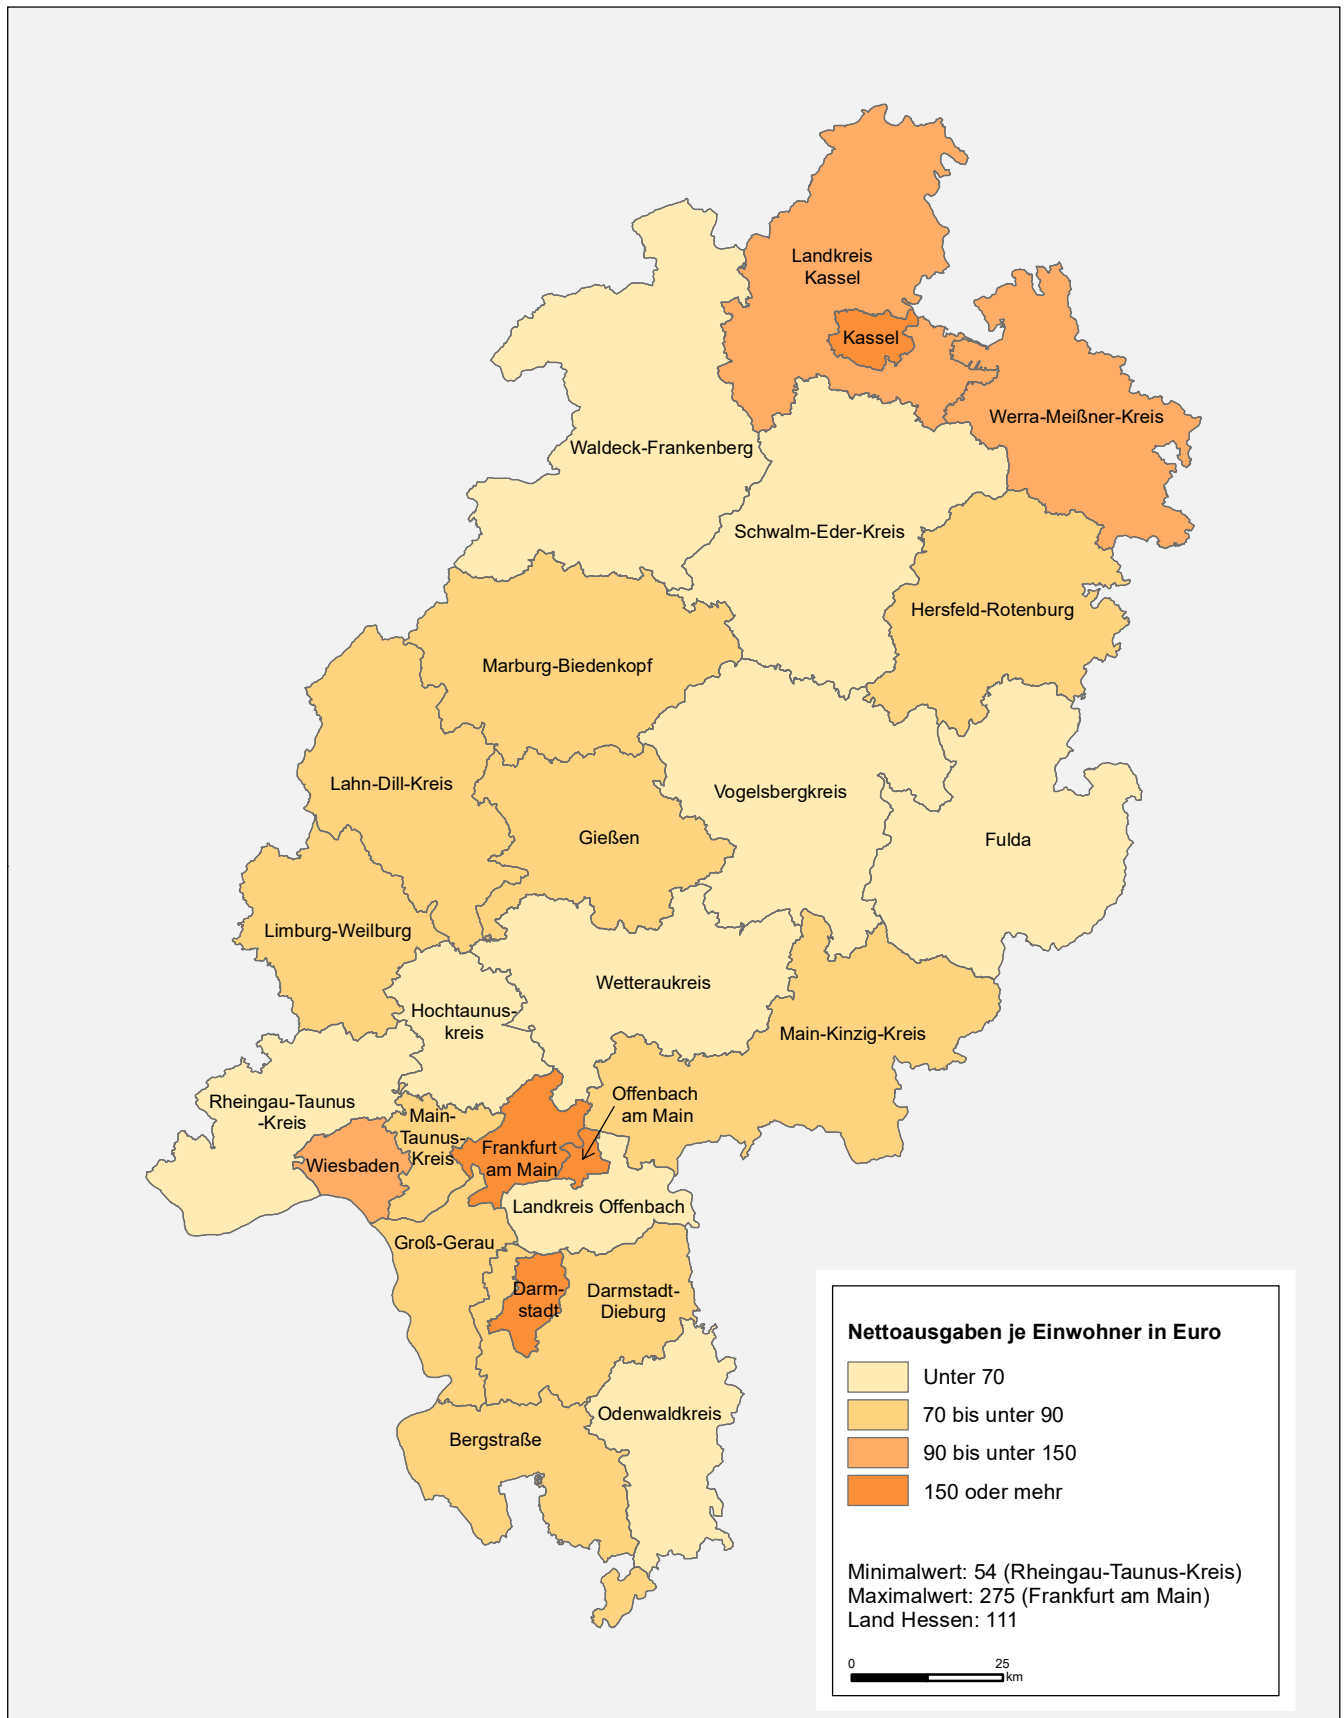 Landkreis
Kassel
Kassel
Werra-Meißner-Kreis
Waldeck-Frankenberg
Schwalm-Eder-Kreis
Hersfeld-Rotenburg
Marburg-Biedenkopf
Lahn-Dill-Kreis
Vogelsbergkreis
Gießen
Fulda
Limburg-Weilburg
Wetteraukreis
Hochtaunus-
kreis
Main-Kinzig-Kreis
Offenbach
am Main
Rheingau-Taunus
-Kreis
Main-
Taunus-
Kreis
Frankfurt
am Main
Wiesbaden
Landkreis Offenbach
Groß-Gerau
Darm-
stadt
Darmstadt-
Dieburg
Odenwaldkreis
Bergstraße
Nettoausgaben je Einwohner in Euro
Unter 70
70 bis unter 90
90 bis unter 150
150 oder mehr
Minimalwert: 54 (Rheingau-Taunus-Kreis)
Maximalwert: 275 (Frankfurt am Main)
Land Hessen: 111
0 25
km